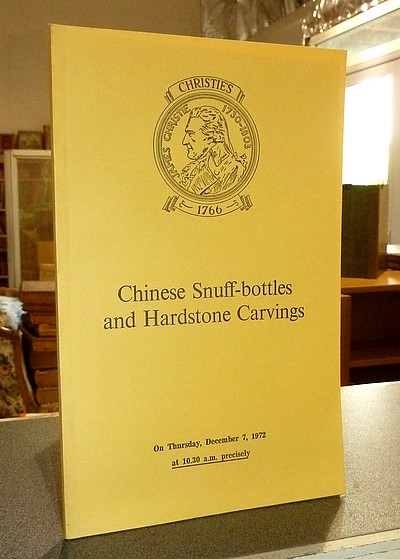 CHRISTIE'S
JAMES CHRISTIE 1730-1803
1766
Chinese Snuff-bottles
and Hardstone Carvings
On Thursday, December 7, 1972
at 10.30 a.m. precisely